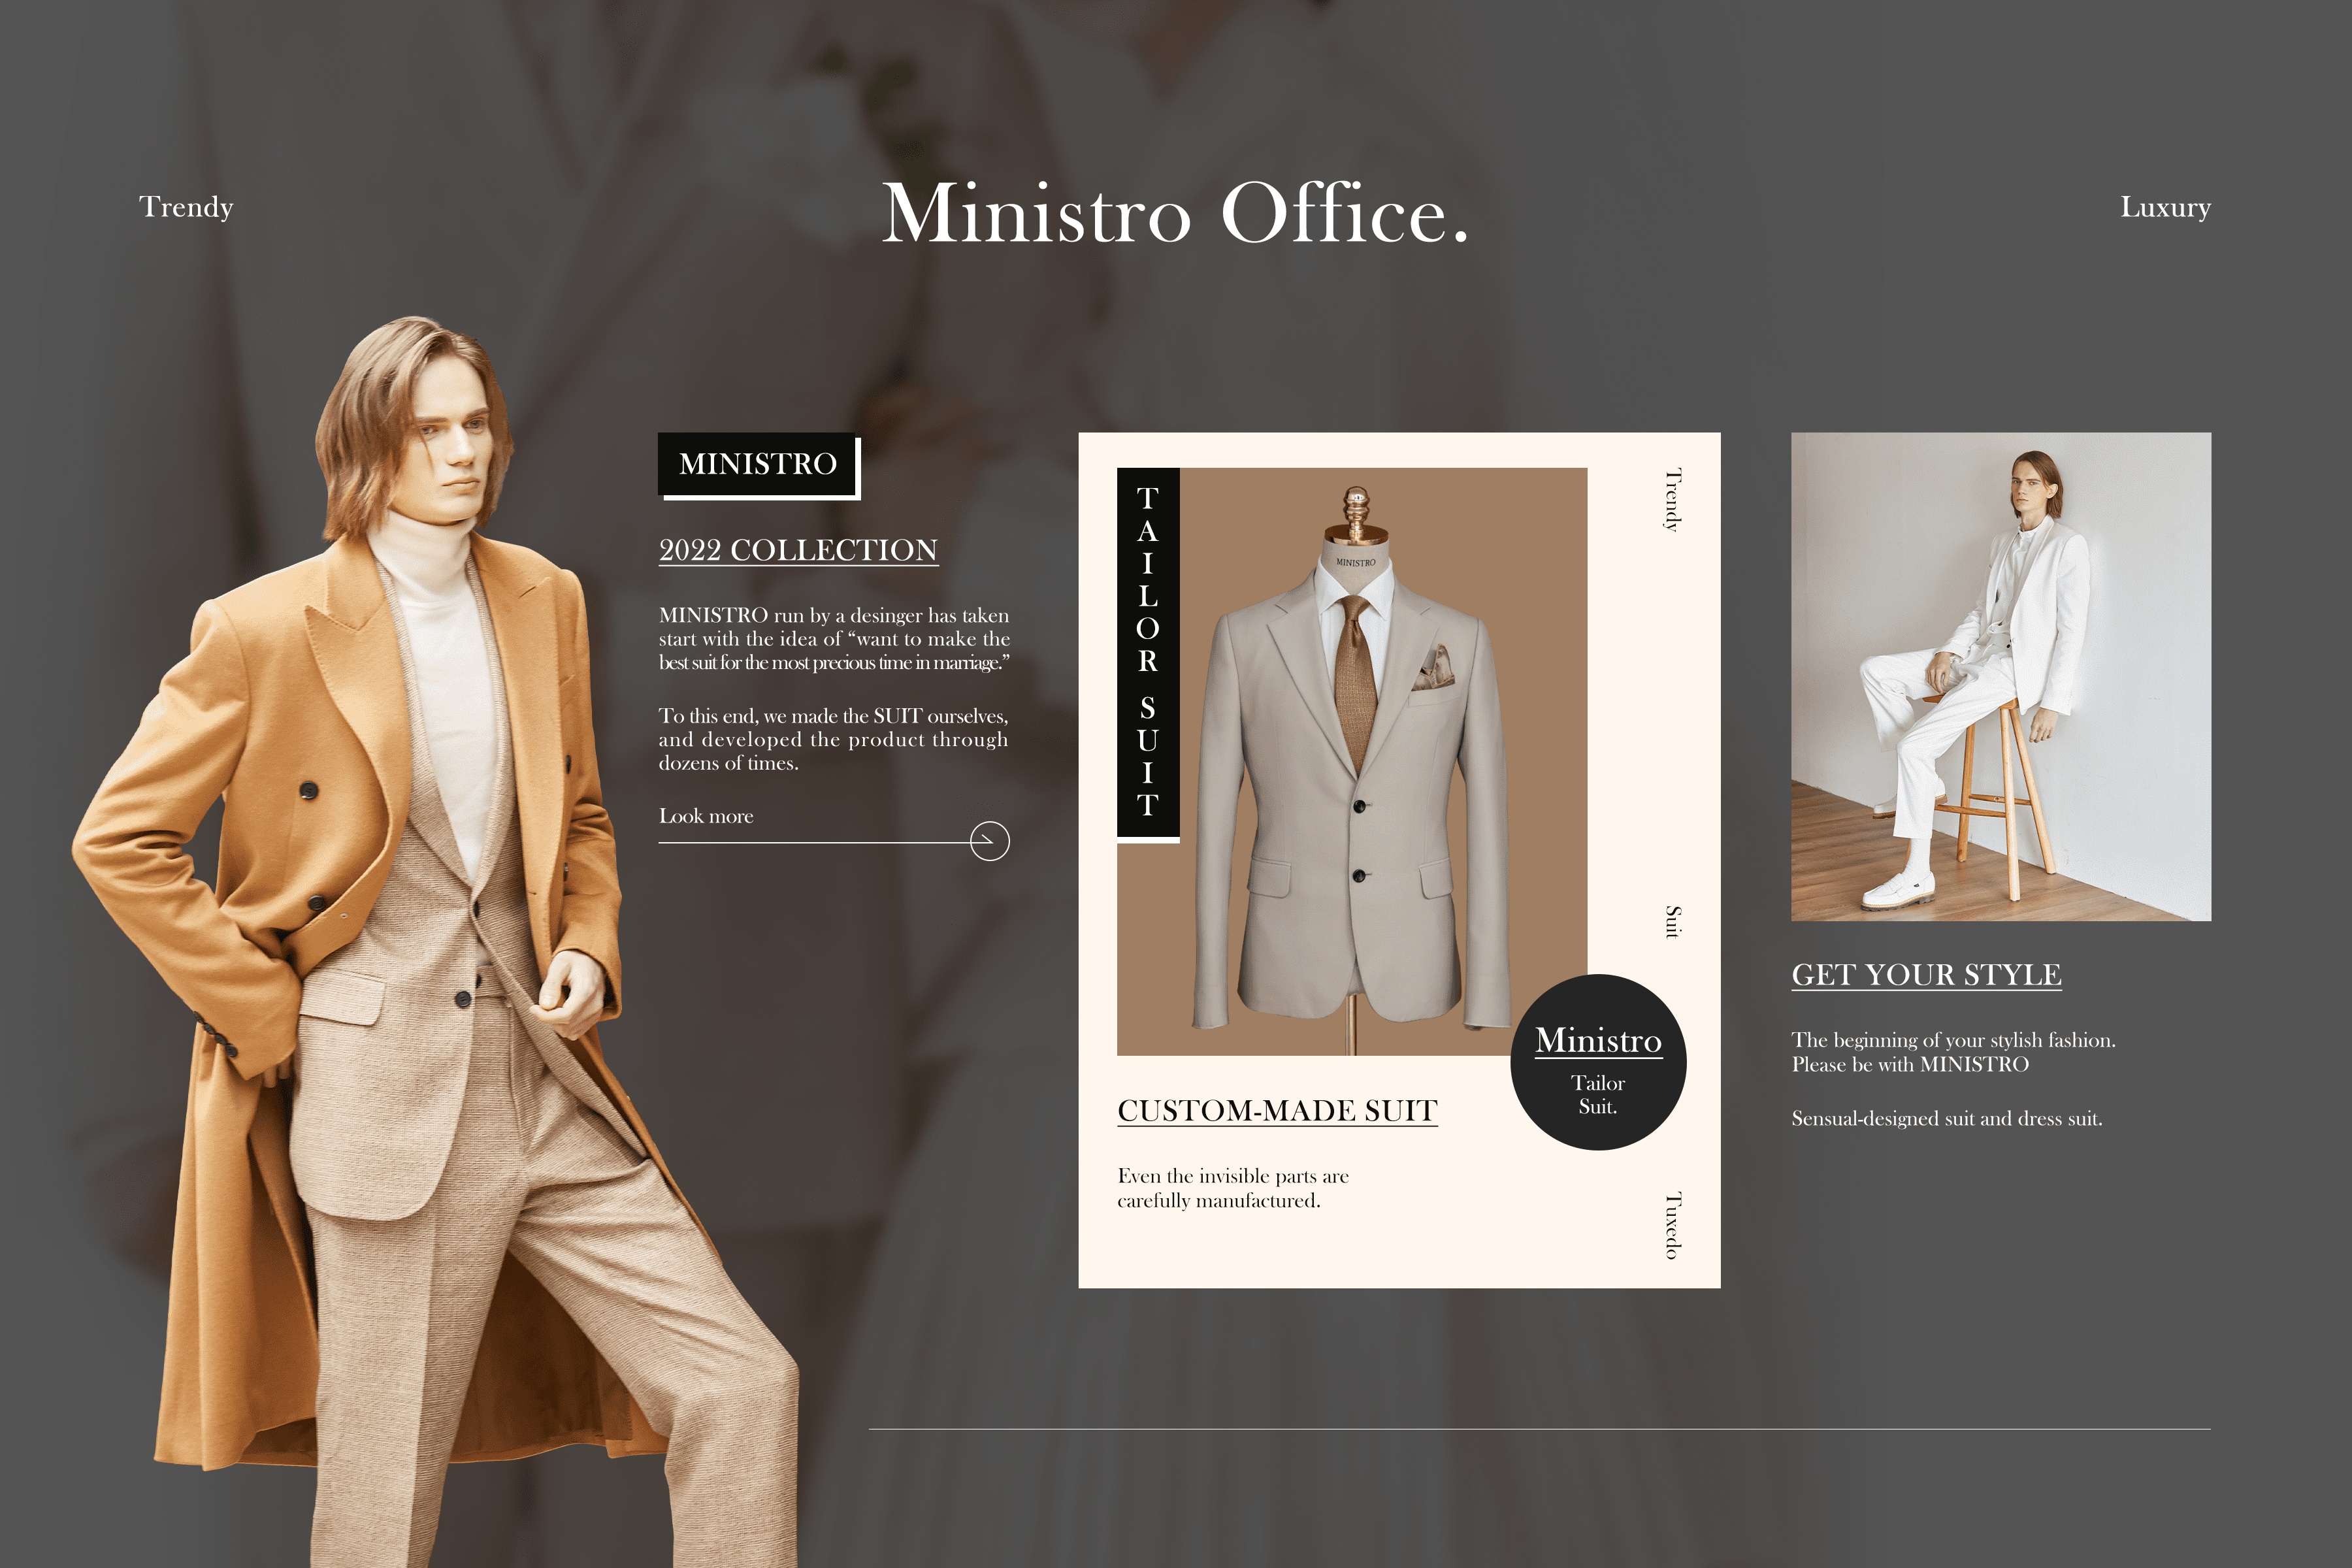 Trendy
Ministro Office.
Luxury
MINISTRO
2022 COLLECTION
MINISTRO run by a desinger has taken
start with the idea of “want to make the
best suit for the most precious time in marriage.”
To this end, we made the SUIT ourselves,
and developed the product through
dozens of times.
Look more
TAILOR SUIT
MINISTRO
Trendy
Suit
Tuxedo
Ministro
Tailor
Suit.
CUSTOM-MADE SUIT
Even the invisible parts are
carefully manufactured.
GET YOUR STYLE
The beginning of your stylish fashion.
Please be with MINISTRO
Sensual-designed suit and dress suit.